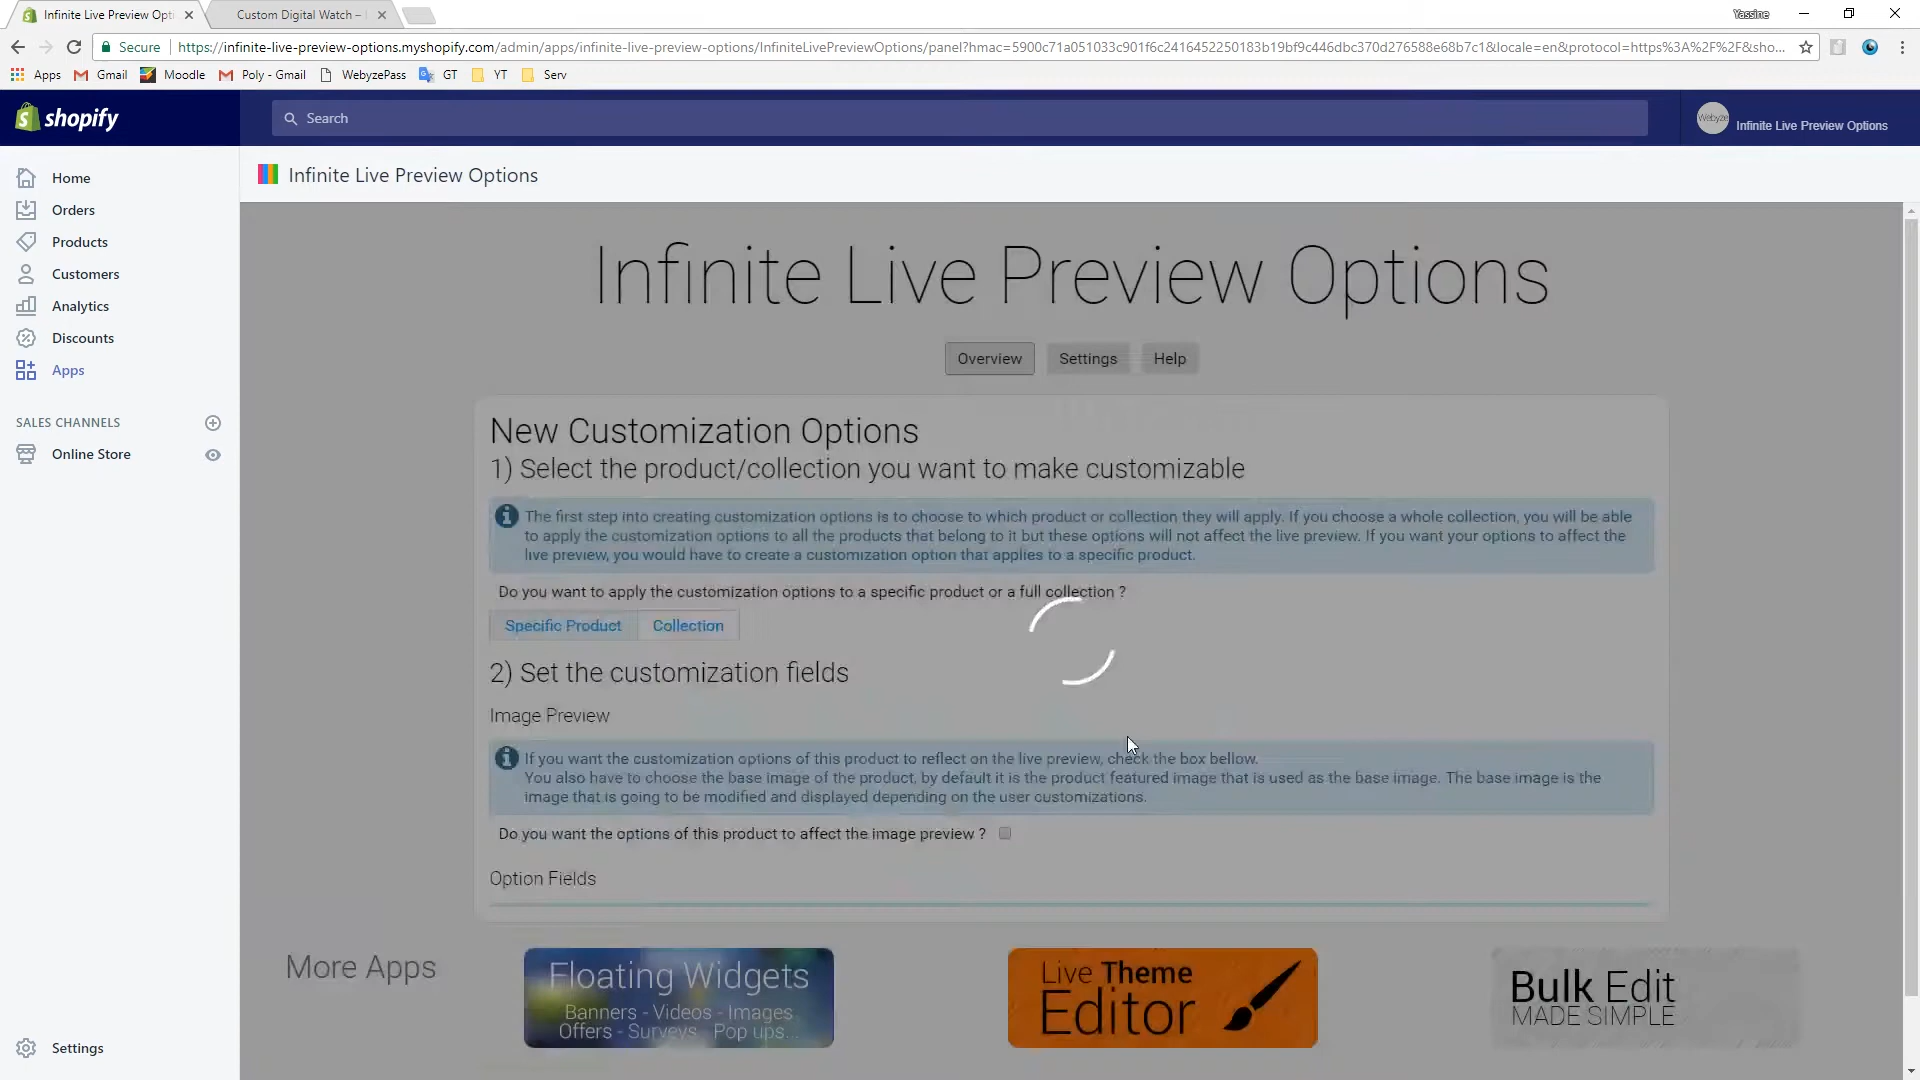 Infinite Live Preview Opti
Custom Digital Watch –
Yassine
Secure
https://infinite-live-preview-options.myshopify.com/admin/apps/infinite-live-preview-options/InfiniteLivePreviewOptions/panel?hmac=5900c71a051033c901f6c2416452250183b19bf9c446dbc370d276588e68b7c1&locale=en&protocol=https%3A%2F%2F&sho...
Apps
Gmail
Moodle
Poly - Gmail
WebyzePass
GT
YT
Serv
shopify
Search
Webyze
Infinite Live Preview Options
Home
Orders
Products
Customers
Analytics
Discounts
Apps
SALES CHANNELS
Online Store
Settings
Infinite Live Preview Options
Infinite Live Preview Options
Overview
Settings
Help
New Customization Options
1) Select the product/collection you want to make customizable
The first step into creating customization options is to choose to which product or collection they will apply. If you choose a whole collection, you will be able
to apply the customization options to all the products that belong to it but these options will not affect the live preview. If you want your options to affect the
live preview, you would have to create a customization option that applies to a specific product.
Do you want to apply the customization options to a specific product or a full collection ?
Specific Product
Collection
2) Set the customization fields
Image Preview
If you want the customization options of this product to reflect on the live preview, check the box bellow.
You also have to choose the base image of the product, by default it is the product featured image that is used as the base image. The base image is the
image that is going to be modified and displayed depending on the user customizations.
Do you want the options of this product to affect the image preview ?
Option Fields
More Apps
Floating Widgets
Banners - Videos - Images
Offers - Surveys - Pop ups...
Live Theme
Editor
Bulk Edit
MADE SIMPLE